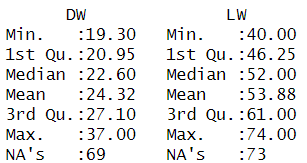 DW LW
Min. :19.30 Min. :40.00
1st Qu.:20.95 1st Qu.:46.25
Median :22.60 Median :52.00
Mean :24.32 Mean :53.88
3rd Qu.:27.10 3rd Qu.:61.00
Max. :37.00 Max. :74.00
NA's :69 NA's :73